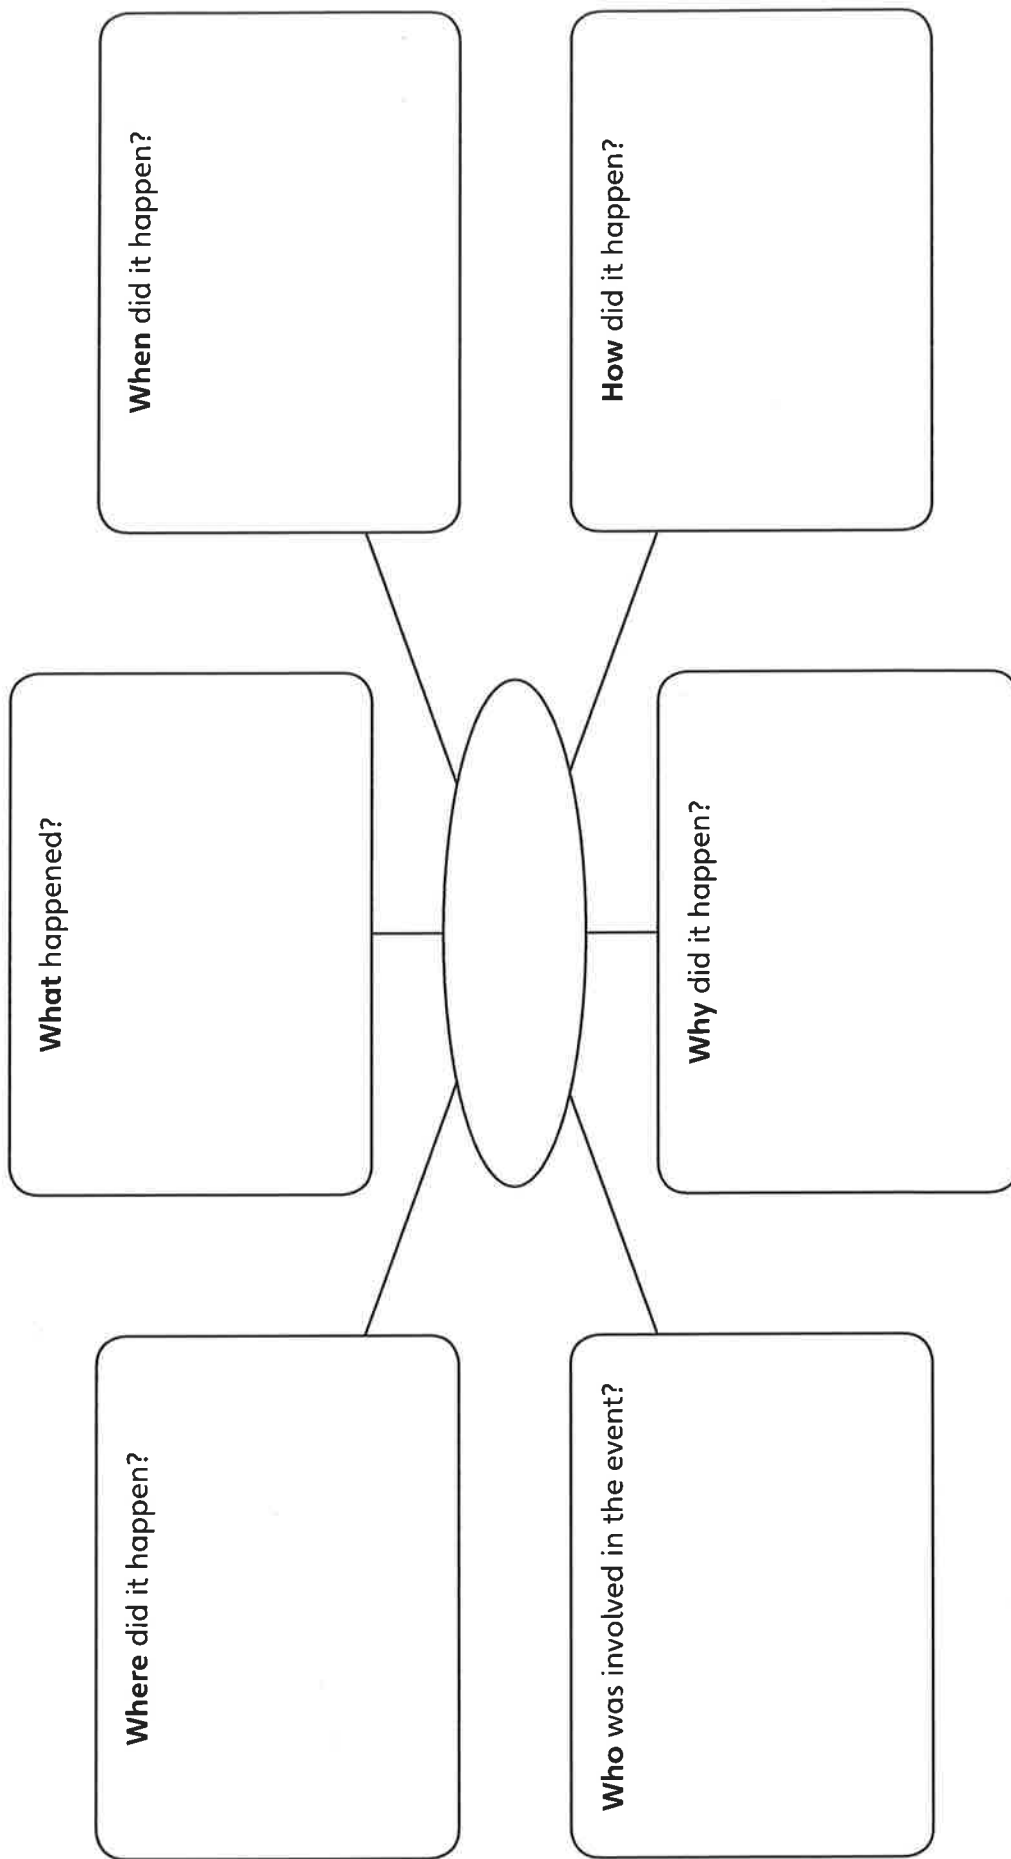 Where did it happen?
What happened?
When did it happen?
Who was involved in the event?
Why did it happen?
How did it happen?